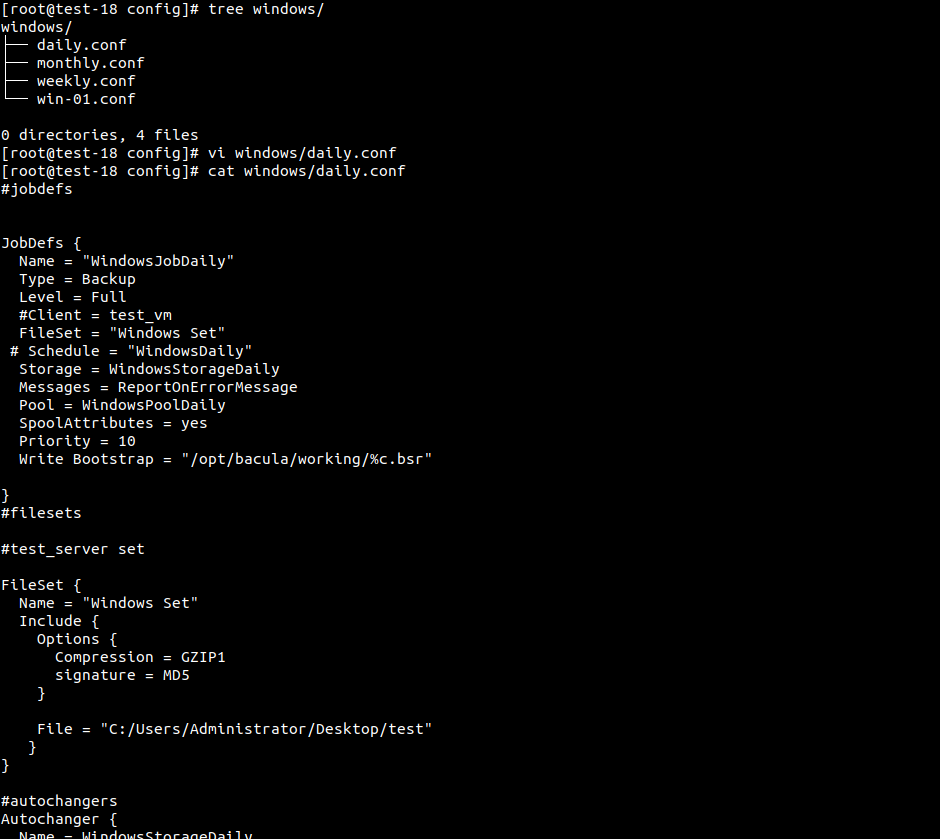 [root@test-18 config]# tree windows/
windows/
├── daily.conf
├── monthly.conf
├── weekly.conf
└── win-01.conf

0 directories, 4 files
[root@test-18 config]# vi windows/daily.conf
[root@test-18 config]# cat windows/daily.conf
#jobdefs


JobDefs {
  Name = "WindowsJobDaily"
  Type = Backup
  Level = Full
  #Client = test_vm
  FileSet = "Windows Set"
 # Schedule = "WindowsDaily"
  Storage = WindowsStorageDaily
  Messages = ReportOnErrorMessage
  Pool = WindowsPoolDaily
  SpoolAttributes = yes
  Priority = 10
  Write Bootstrap = "/opt/bacula/working/%c.bsr"

}
#filesets

#test_server set

FileSet {
  Name = "Windows Set"
  Include {
    Options {
      Compression = GZIP1
      signature = MD5
    }

    File = "C:/Users/Administrator/Desktop/test"
   }
}

#autochangers
Autochanger {
  Name = WindowsStorageDaily